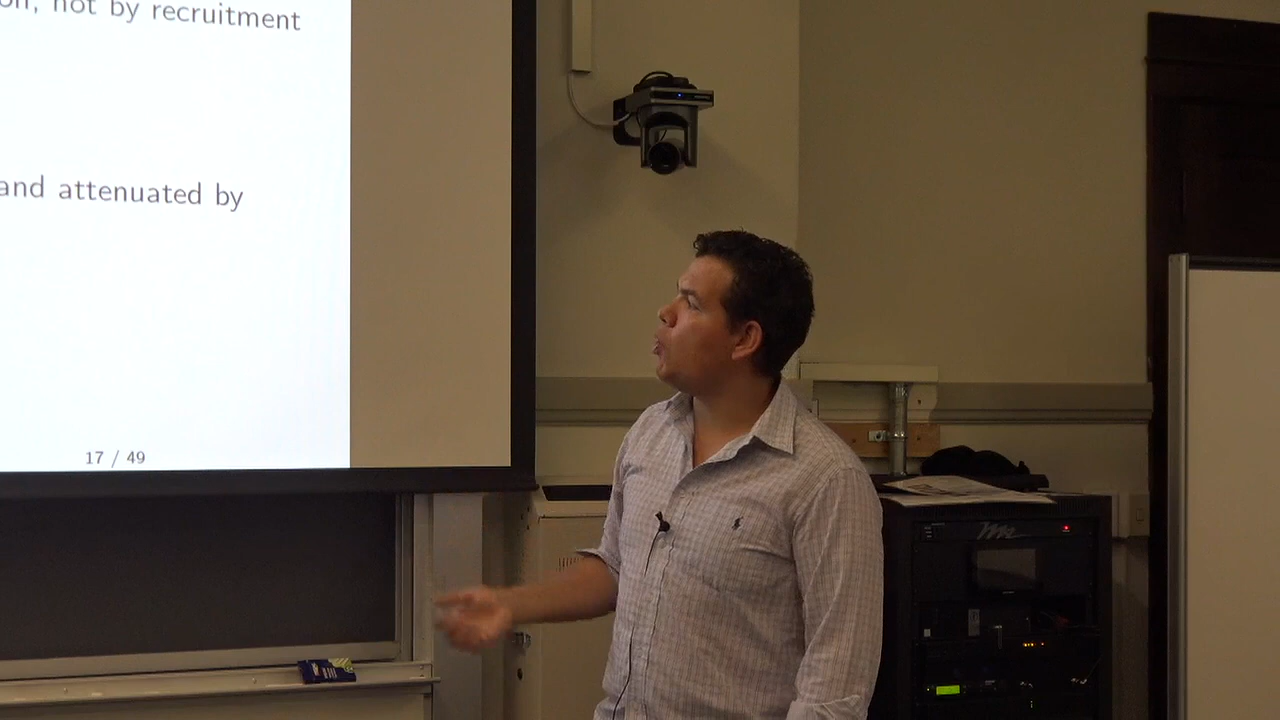 on, not by recruitment
and attenuated by
17 / 49